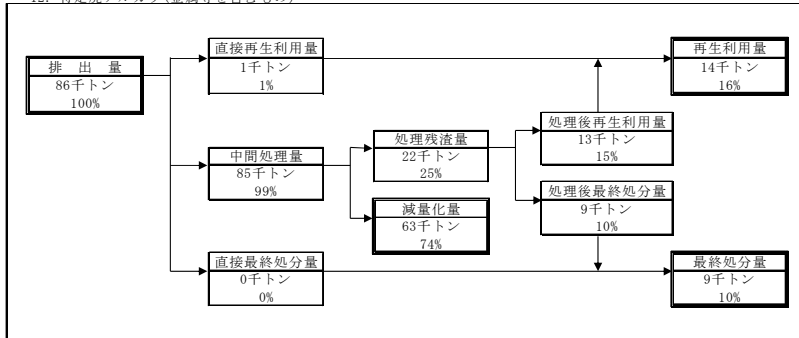 排 出 量
86千トン
100%
直接再生利用量
1千トン
1%
再生利用量
14千トン
16%
中間処理量
85千トン
99%
処理残渣量
22千トン
25%
処理後再生利用量
13千トン
15%
減量化量
63千トン
74%
処理後最終処分量
9千トン
10%
直接最終処分量
0千トン
0%
最終処分量
9千トン
10%